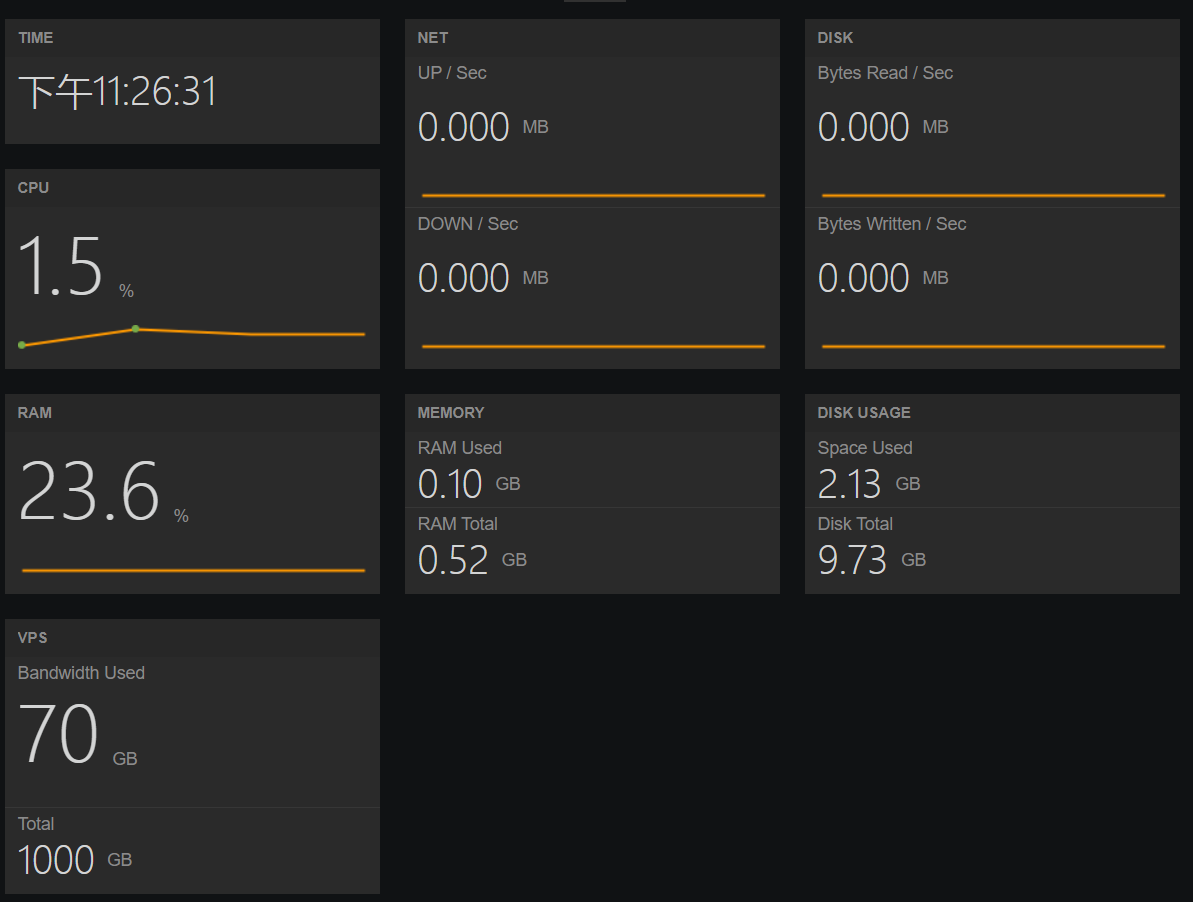 TIME
下午11:26:31
CPU
1.5 %
NET
UP / Sec
0.000 MB
DOWN / Sec
0.000 MB
DISK
Bytes Read / Sec
0.000 MB
Bytes Written / Sec
0.000 MB
RAM
23.6 %
MEMORY
RAM Used
0.10 GB
RAM Total
0.52 GB
DISK USAGE
Space Used
2.13 GB
Disk Total
9.73 GB
VPS
Bandwidth Used
70 GB
Total
1000 GB